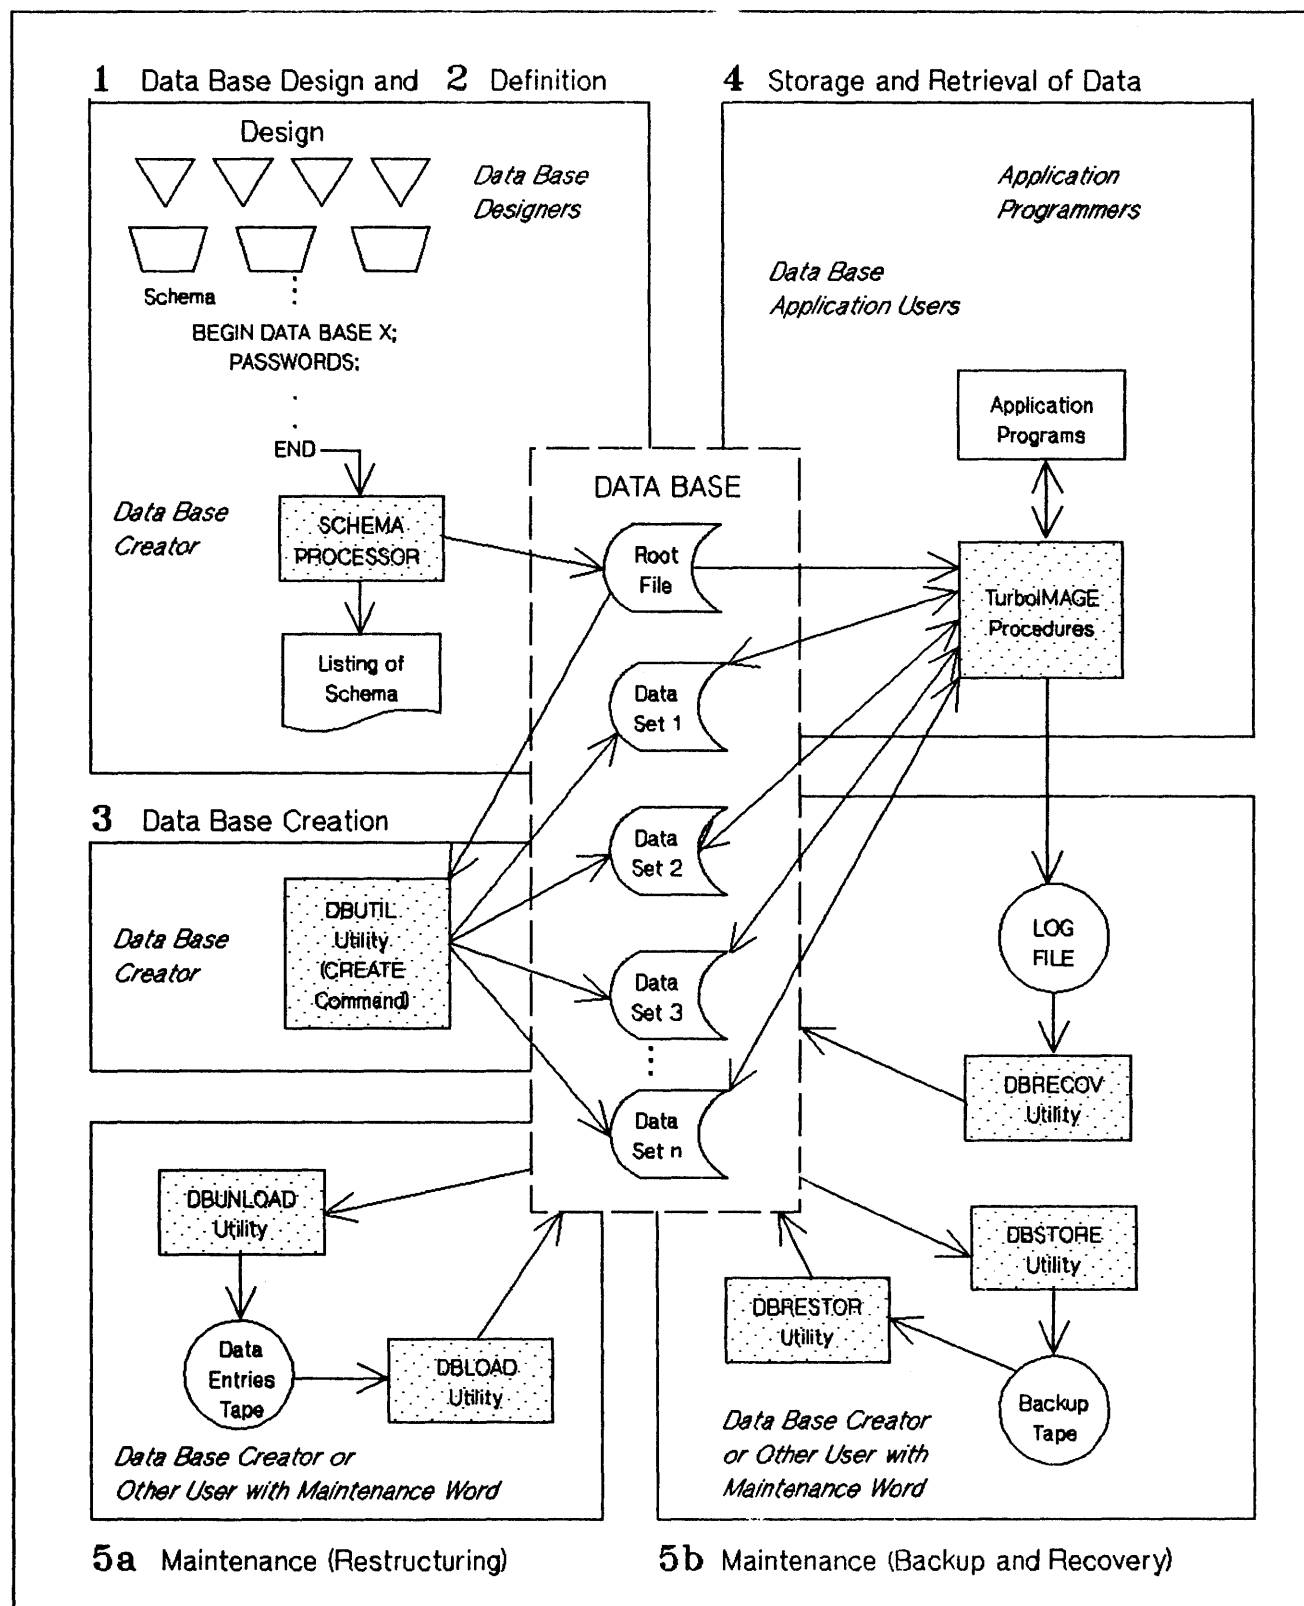 1 Data Base Design and 2 Definition
Design
Data Base
Designers
Schema
BEGIN DATA BASE X;
PASSWORDS;
END
Data Base
Creator
SCHEMA
PROCESSOR
Listing of
Schema
4 Storage and Retrieval of Data
Application
Programmers
Data Base
Application Users
Application
Programs
TurboIMAGE
Procedures
DATA BASE
Root
File
Data
Set 1
Data
Set 2
Data
Set 3
Data
Set n
3 Data Base Creation
Data Base
Creator
DBUTIL
Utility
(CREATE
Command)
LOG
FILE
DBRECOV
Utility
DBUNLOAD
Utility
Data
Entries
Tape
DBLOAD
Utility
Data Base Creator or
Other User with Maintenance Word
5a Maintenance (Restructuring)
DBSTORE
Utility
DBRESTOR
Utility
Backup
Tape
Data Base Creator
or Other User with
Maintenance Word
5b Maintenance (Backup and Recovery)